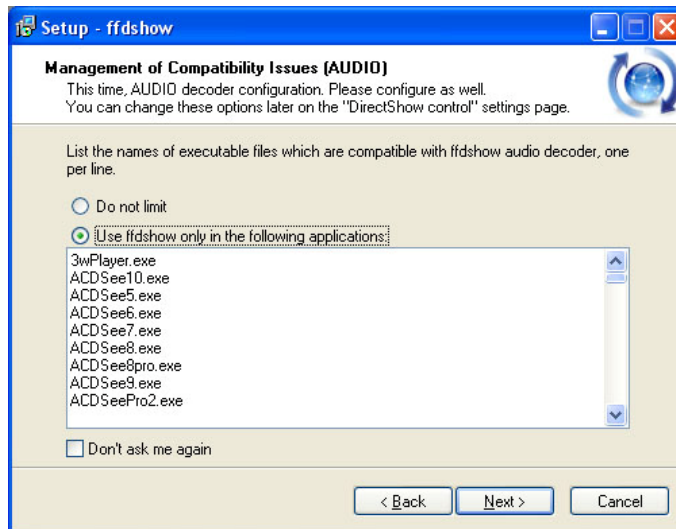 Setup - ffdshow
Management of Compatibility Issues (AUDIO)
This time, AUDIO decoder configuration. Please configure as well.
You can change these options later on the "DirectShow control" settings page.
List the names of executable files which are compatible with ffdshow audio decoder, one
per line.
Do not limit
Use ffdshow only in the following applications:
3wPlayer.exe
ACDSee10.exe
ACDSee5.exe
ACDSee6.exe
ACDSee7.exe
ACDSee8.exe
ACDSee8pro.exe
ACDSee9.exe
ACDSeePro2.exe
Don't ask me again
< Back Next > Cancel